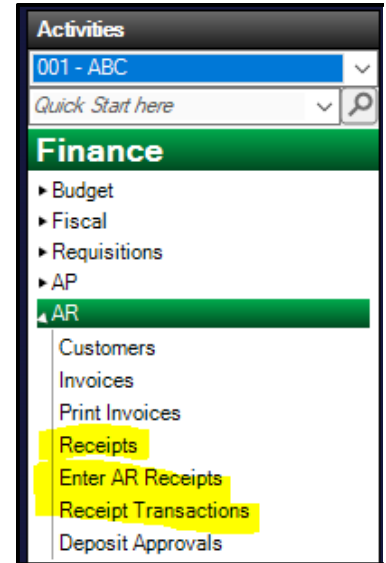 Activities
001 - ABC
Quick Start here
Finance
Budget
Fiscal
Requisitions
AP
AR
Customers
Invoices
Print Invoices
Receipts
Enter AR Receipts
Receipt Transactions
Deposit Approvals